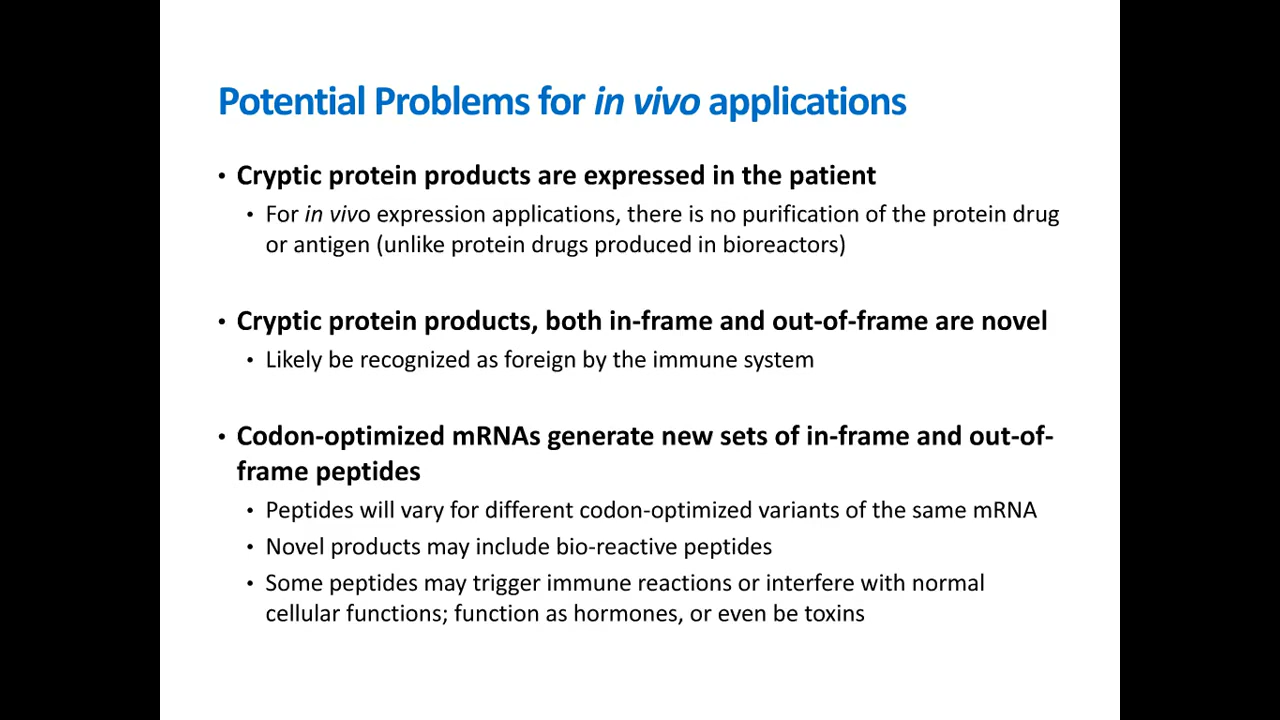 Potential Problems for in vivo applications
• Cryptic protein products are expressed in the patient
• For in vivo expression applications, there is no purification of the protein drug
or antigen (unlike protein drugs produced in bioreactors)
• Cryptic protein products, both in-frame and out-of-frame are novel
• Likely be recognized as foreign by the immune system
• Codon-optimized mRNAs generate new sets of in-frame and out-of-
frame peptides
• Peptides will vary for different codon-optimized variants of the same mRNA
• Novel products may include bio-reactive peptides
• Some peptides may trigger immune reactions or interfere with normal
cellular functions; function as hormones, or even be toxins